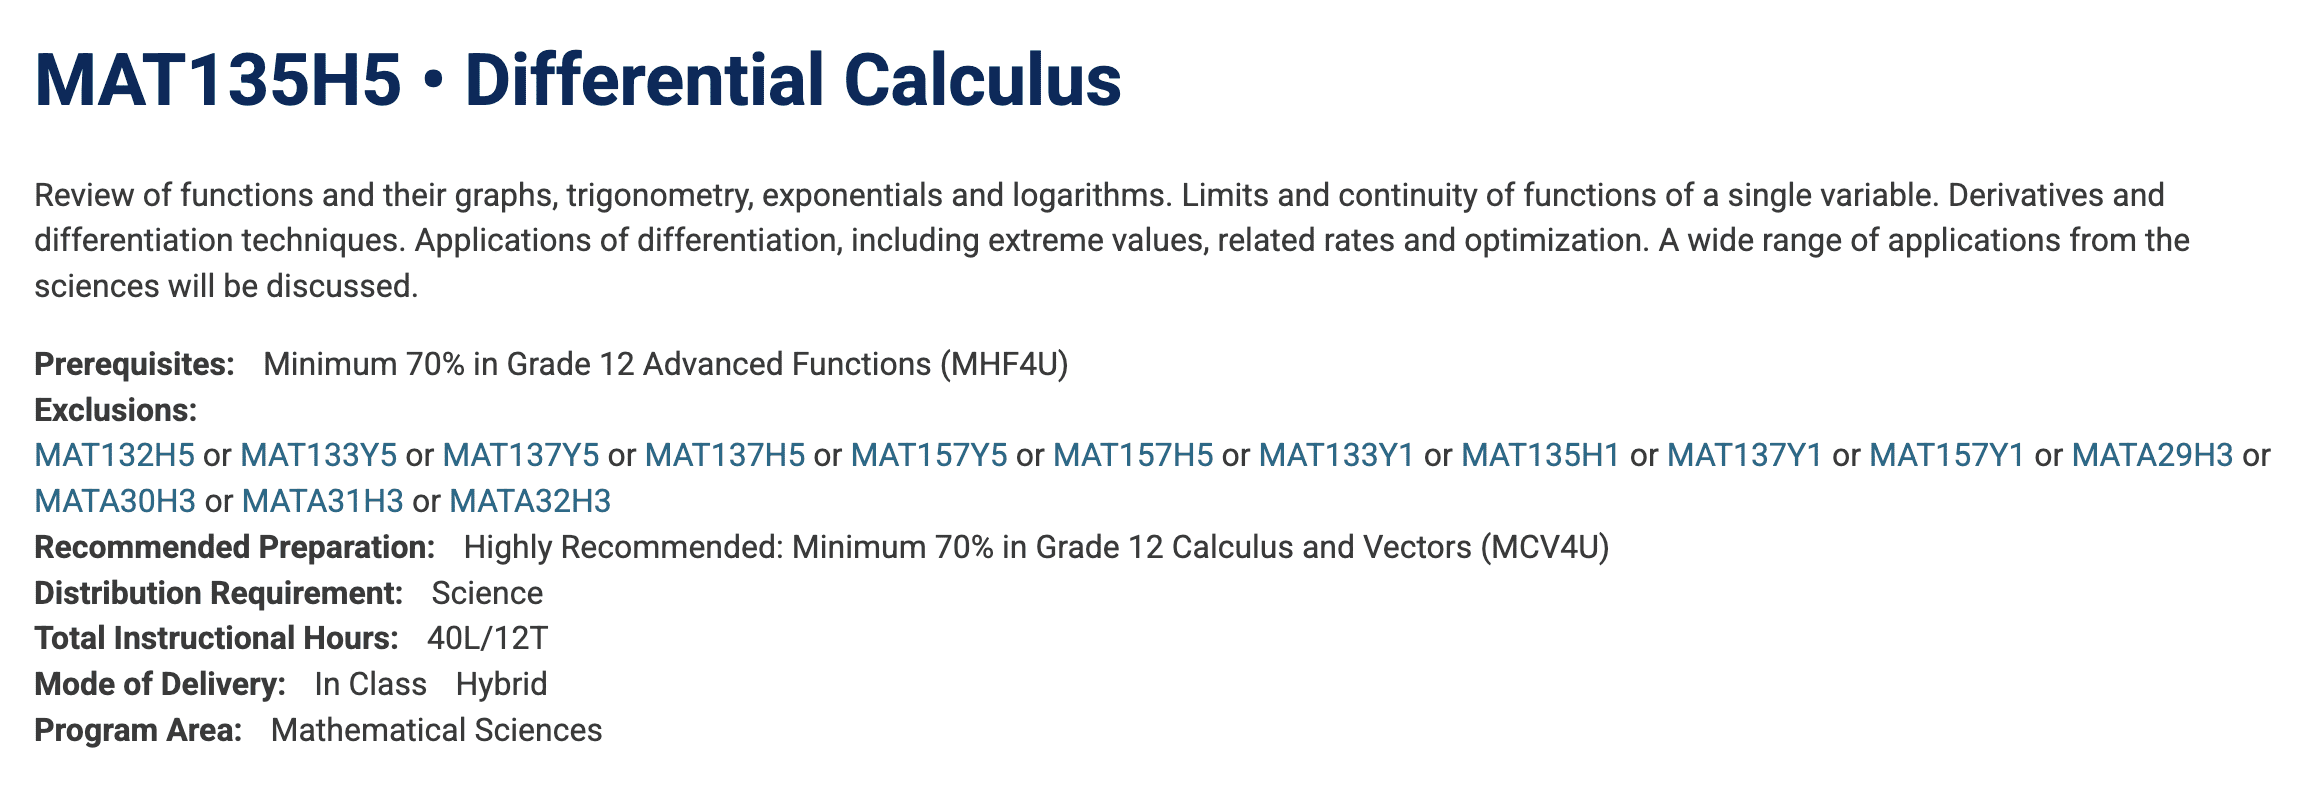 MAT135H5 • Differential Calculus
Review of functions and their graphs, trigonometry, exponentials and logarithms. Limits and continuity of functions of a single variable. Derivatives and
differentiation techniques. Applications of differentiation, including extreme values, related rates and optimization. A wide range of applications from the
sciences will be discussed.
Prerequisites: Minimum 70% in Grade 12 Advanced Functions (MHF4U)
Exclusions:
MAT132H5 or MAT133Y5 or MAT137Y5 or MAT137H5 or MAT157Y5 or MAT157H5 or MAT133Y1 or MAT135H1 or MAT137Y1 or MAT157Y1 or MATA29H3 or
MATA30H3 or MATA31H3 or MATA32H3
Recommended Preparation: Highly Recommended: Minimum 70% in Grade 12 Calculus and Vectors (MCV4U)
Distribution Requirement: Science
Total Instructional Hours: 40L/12T
Mode of Delivery: In Class Hybrid
Program Area: Mathematical Sciences